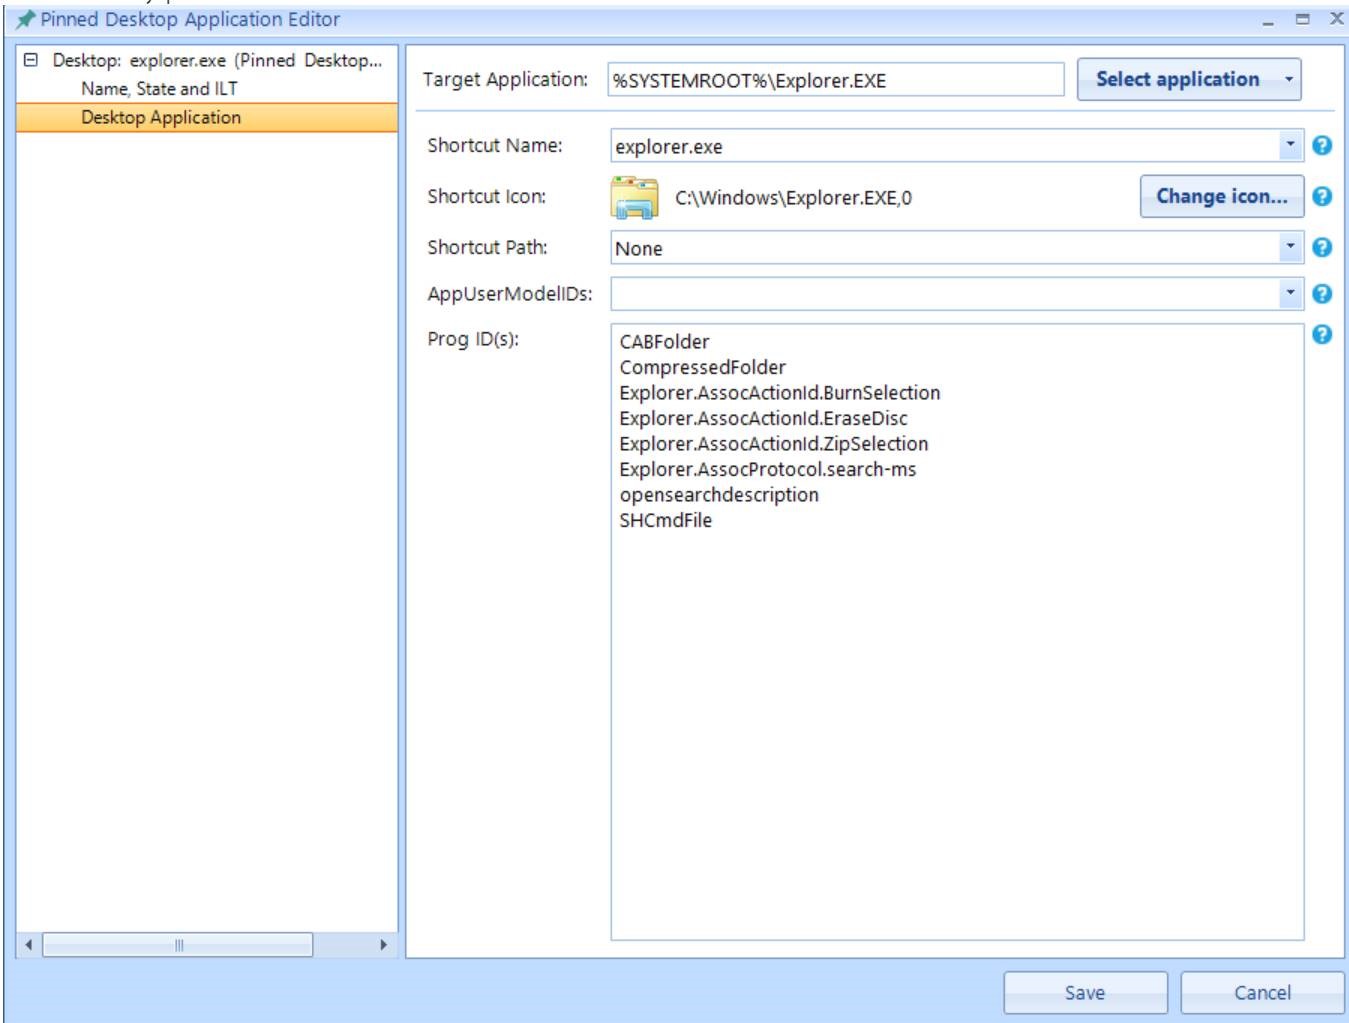 Pinned Desktop Application Editor
Desktop: explorer.exe (Pinned Desktop...
Name, State and ILT
Desktop Application
Target Application: %SYSTEMROOT%\Explorer.EXE Select application
Shortcut Name: explorer.exe
Shortcut Icon: C:\Windows\Explorer.EXE,0 Change icon...
Shortcut Path: None
AppUserModelIDs:
Prog ID(s):
CABFolder
CompressedFolder
Explorer.AssocActionId.BurnSelection
Explorer.AssocActionId.EraseDisc
Explorer.AssocActionId.ZipSelection
Explorer.AssocProtocol.search-ms
opensearchdescription
SHCmdFile
Save Cancel